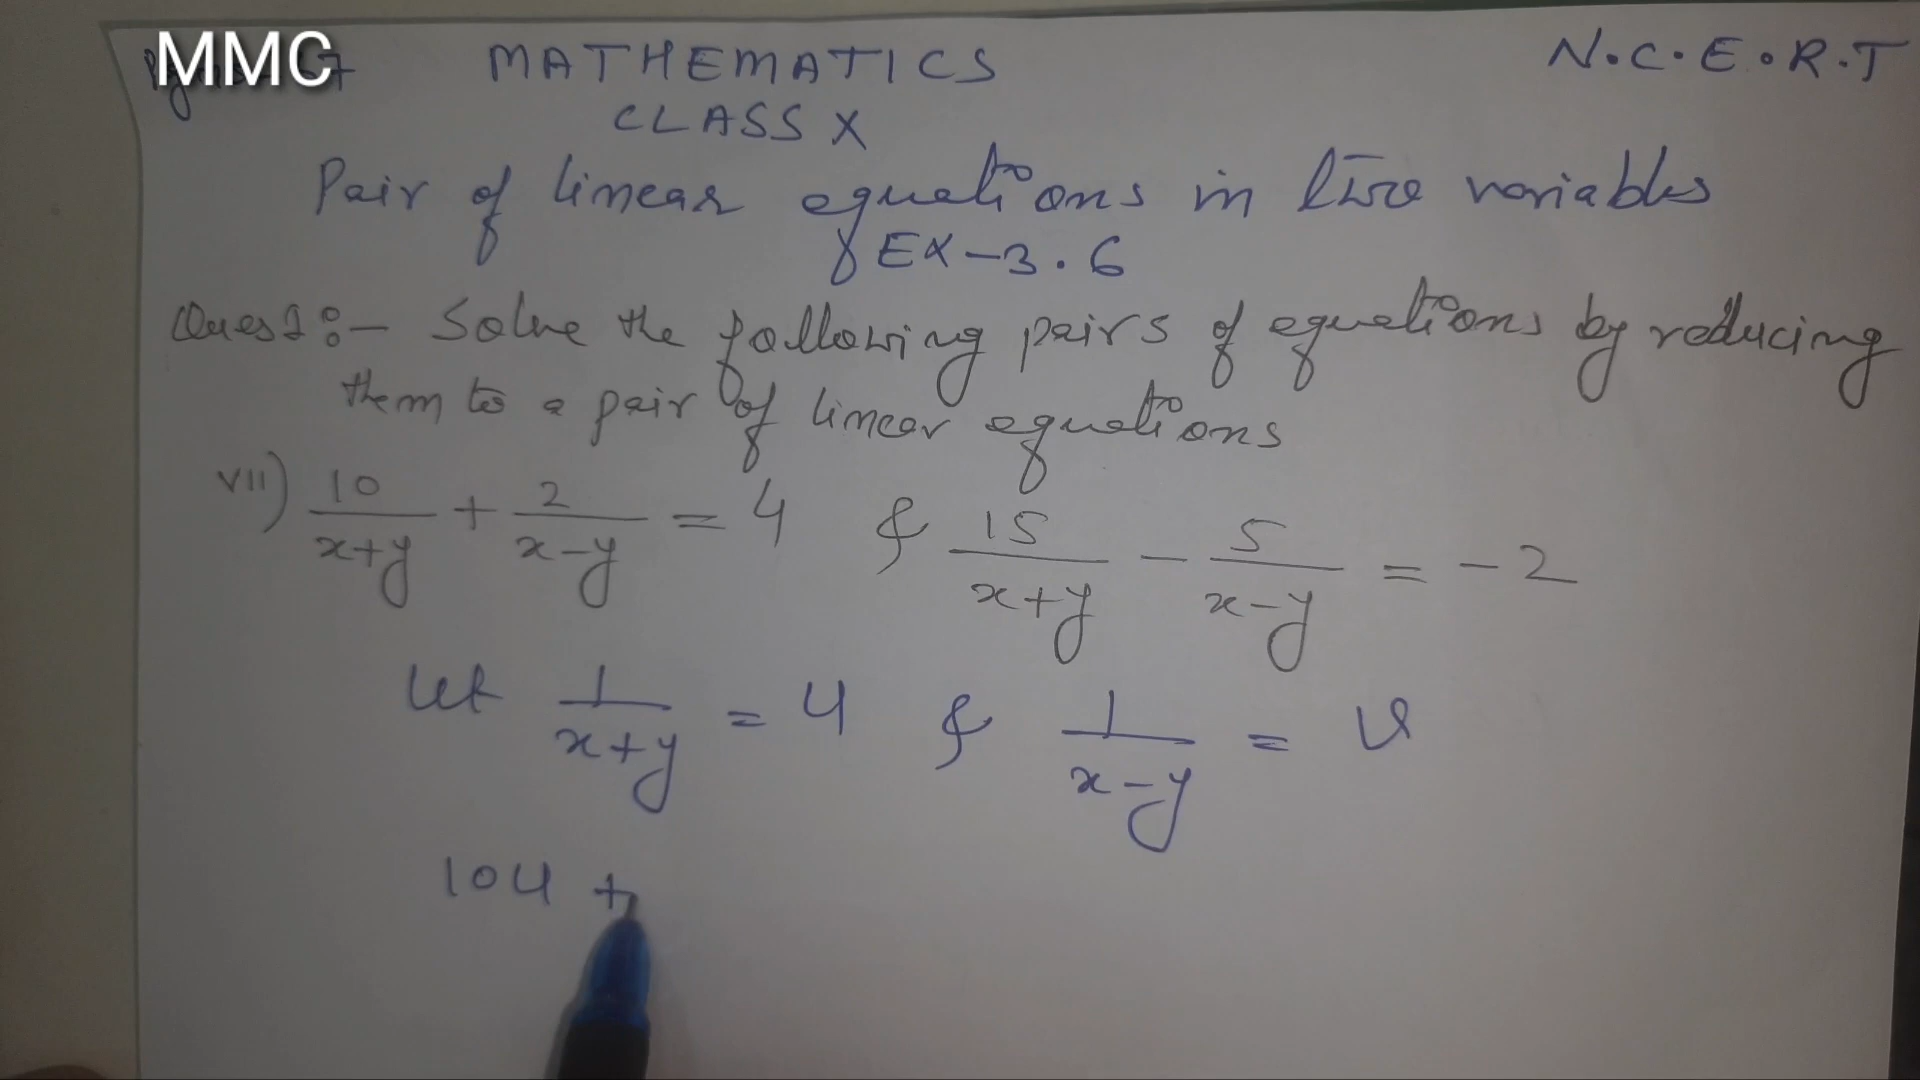 MMC
MATHEMATICS N.C.E.R.T
CLASS X
Pair of linear equations in two variables
EX-3.6
Ques 1:- Solve the following pairs of equations by reducing
them to a pair of linear equations
vii) 10/(x+y) + 2/(x-y) = 4 & 15/(x+y) - 5/(x-y) = -2
Let 1/(x+y) = u & 1/(x-y) = v
10u +